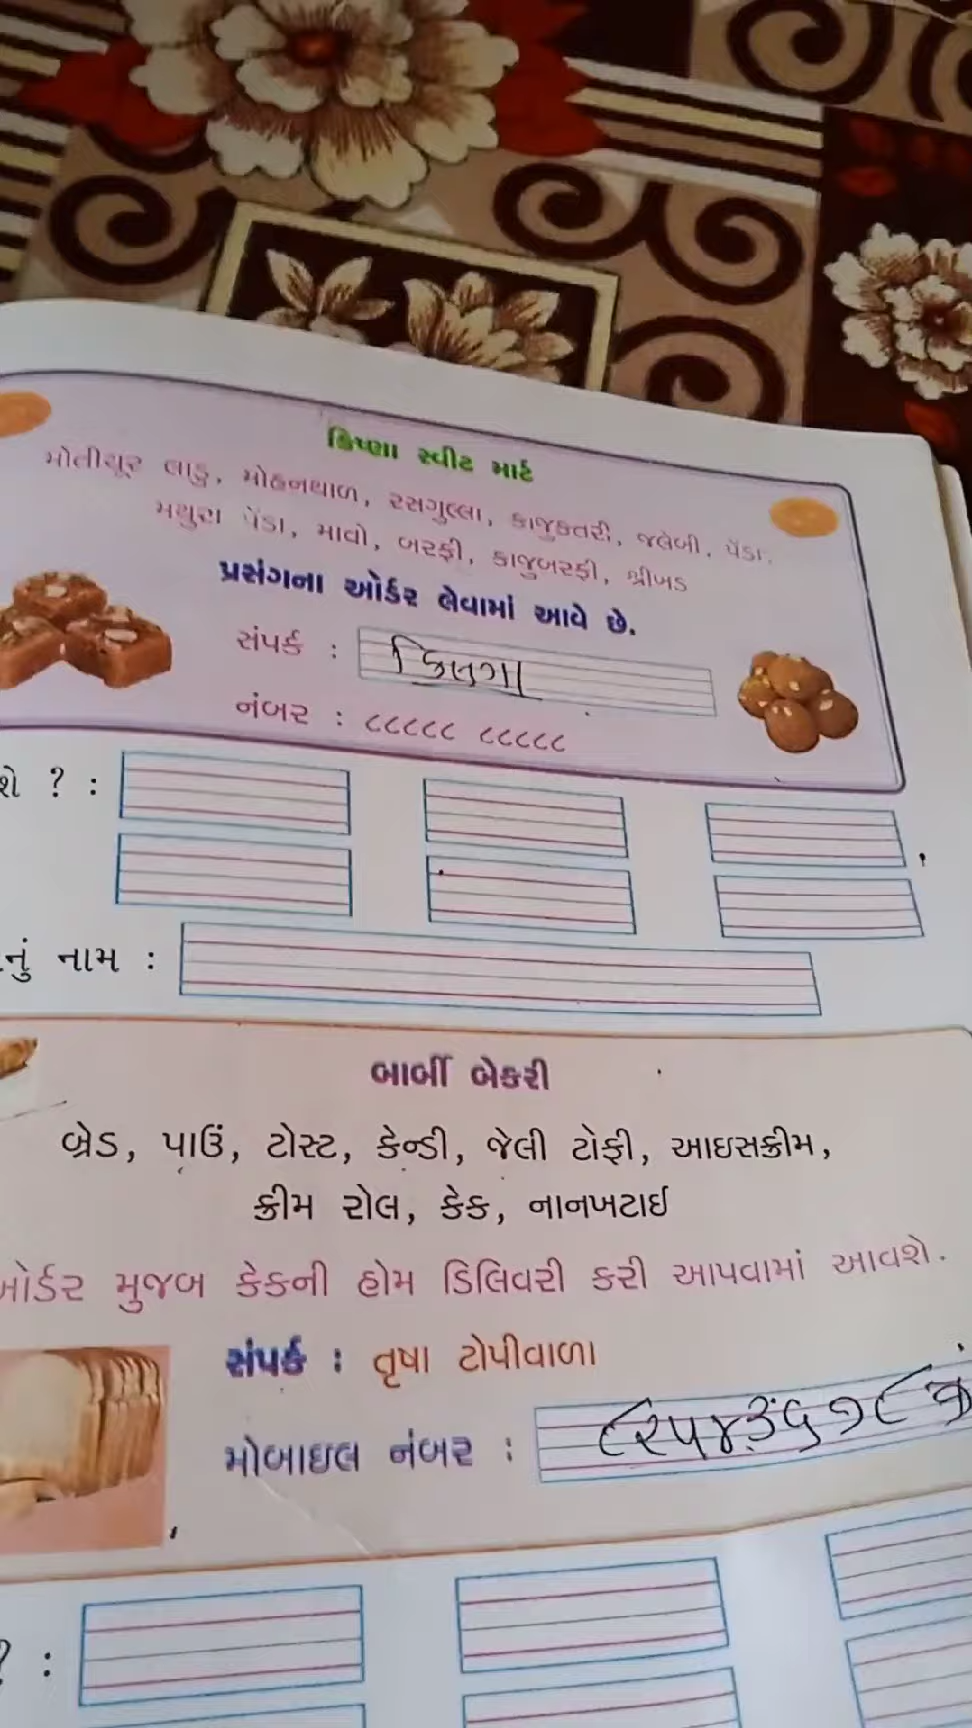 ક્રિષ્ણા સ્વીટ માર્ટ
મોતીચૂર લાડુ, મોહનથાળ, રસગુલ્લા, કાજુકતરી, જલેબી, પેંડા,
મથુરા પેંડા, માવો, બરફી, કાજુબરફી, શ્રીખંડ
પ્રસંગના ઓર્ડર લેવામાં આવે છે.
સંપર્ક :
નંબર : ૮૮૮૮૮ ૮૮૮૮૮
શે ? :
નું નામ :
બાર્બી બેકરી
બ્રેડ, પાઉં, ટોસ્ટ, કેન્ડી, જેલી ટોફી, આઇસક્રીમ,
ક્રીમ રોલ, કેક, નાનખટાઈ
ઓર્ડર મુજબ કેકની હોમ ડિલિવરી કરી આપવામાં આવશે.
સંપર્ક : તૃષા ટોપીવાળા
મોબાઇલ નંબર : ૮૨૫૪૩૬૭૮
? :